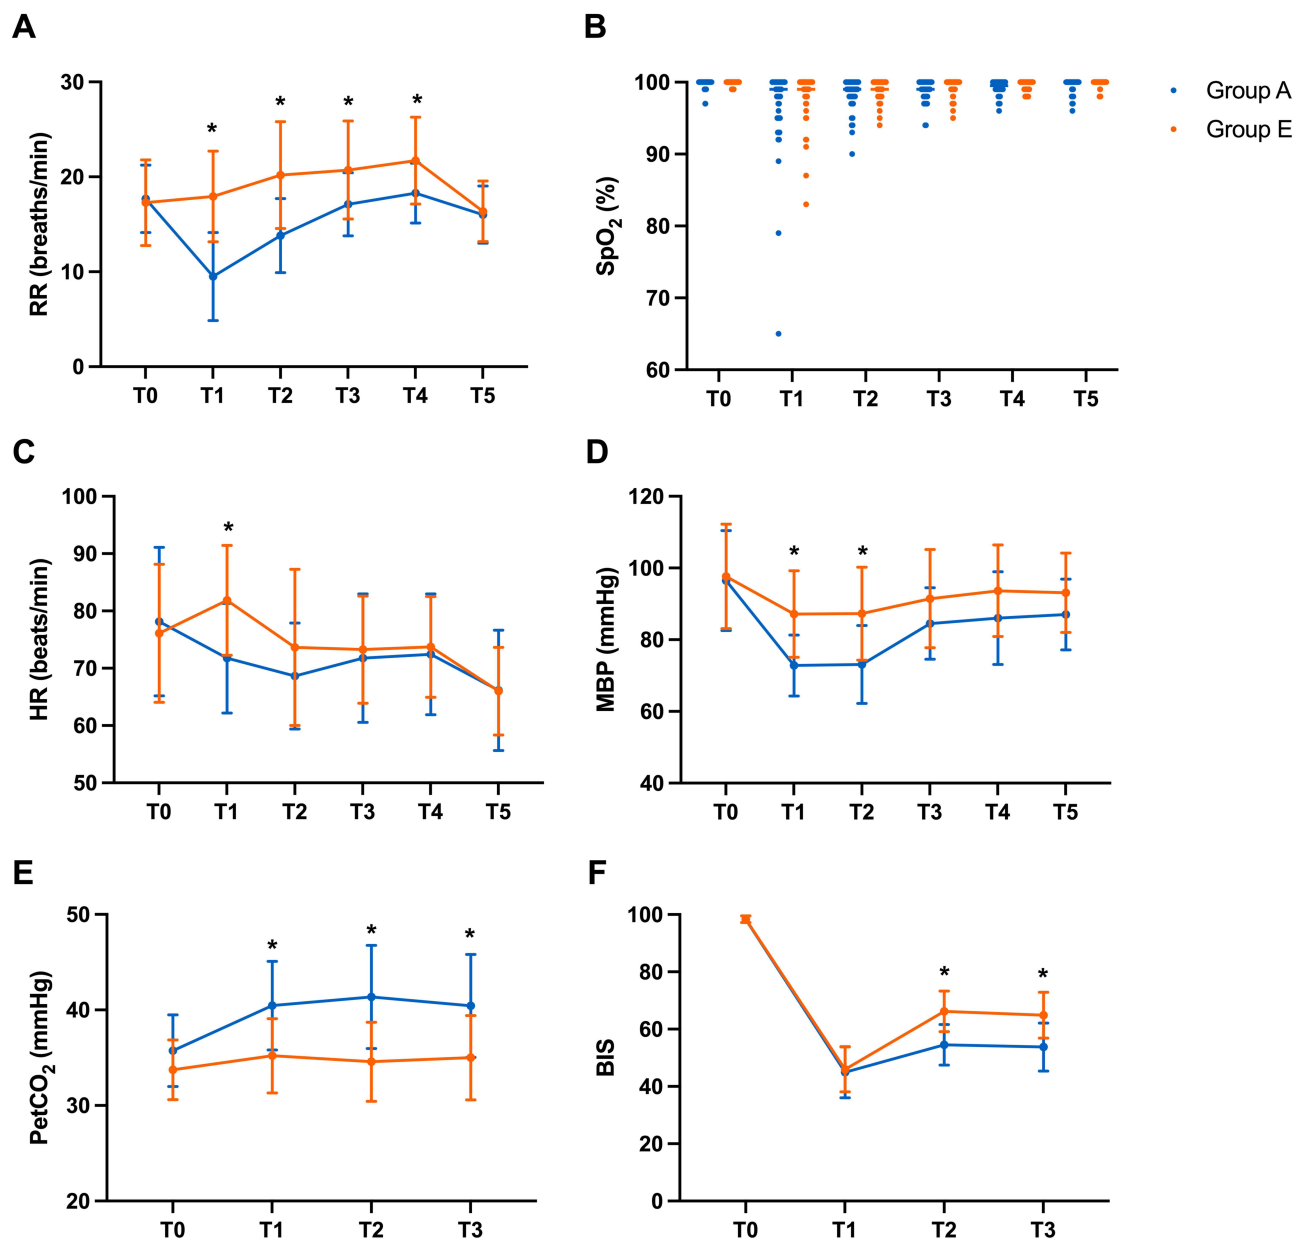 A
RR (breaths/min)
30
20
10
0
*
*
*
*
T0 T1 T2 T3 T4 T5
B
SpO₂ (%)
100
90
80
70
60
T0 T1 T2 T3 T4 T5
Group A
Group E
C
HR (beats/min)
100
90
80
70
60
50
*
T0 T1 T2 T3 T4 T5
D
MBP (mmHg)
120
100
80
60
40
* *
T0 T1 T2 T3 T4 T5
E
PetCO₂ (mmHg)
50
40
30
20
* * *
T0 T1 T2 T3
F
BIS
100
80
60
40
20
0
* *
T0 T1 T2 T3